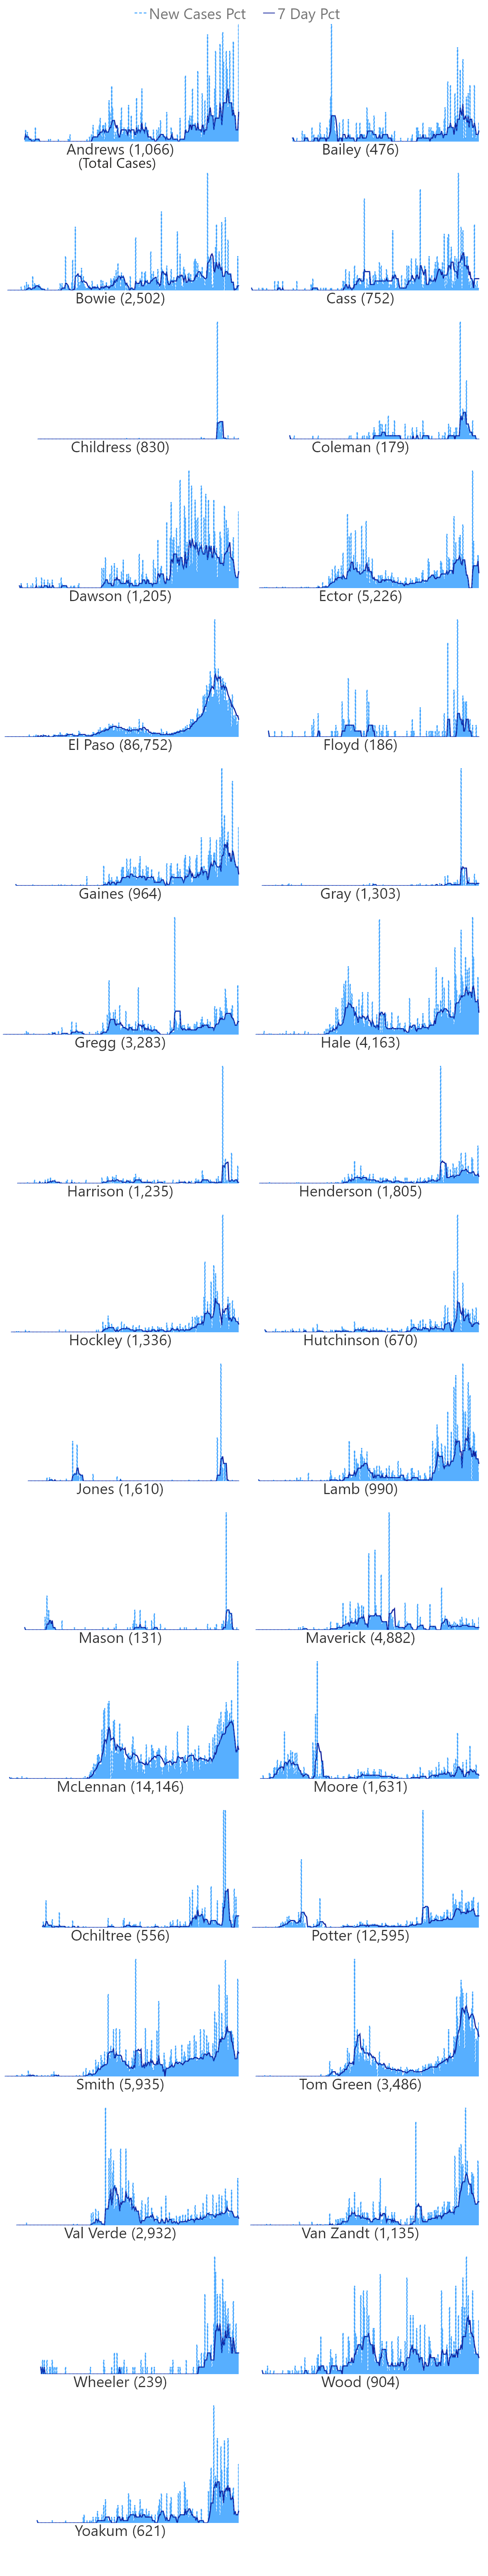 New Cases Pct 7 Day Pct
Andrews (1,066) Bailey (476)
(Total Cases)
Bowie (2,502) Cass (752)
Childress (830) Coleman (179)
Dawson (1,205) Ector (5,226)
El Paso (86,752) Floyd (186)
Gaines (964) Gray (1,303)
Gregg (3,283) Hale (4,163)
Harrison (1,235) Henderson (1,805)
Hockley (1,336) Hutchinson (670)
Jones (1,610) Lamb (990)
Mason (131) Maverick (4,882)
McLennan (14,146) Moore (1,631)
Ochiltree (556) Potter (12,595)
Smith (5,935) Tom Green (3,486)
Val Verde (2,932) Van Zandt (1,135)
Wheeler (239) Wood (904)
Yoakum (621)